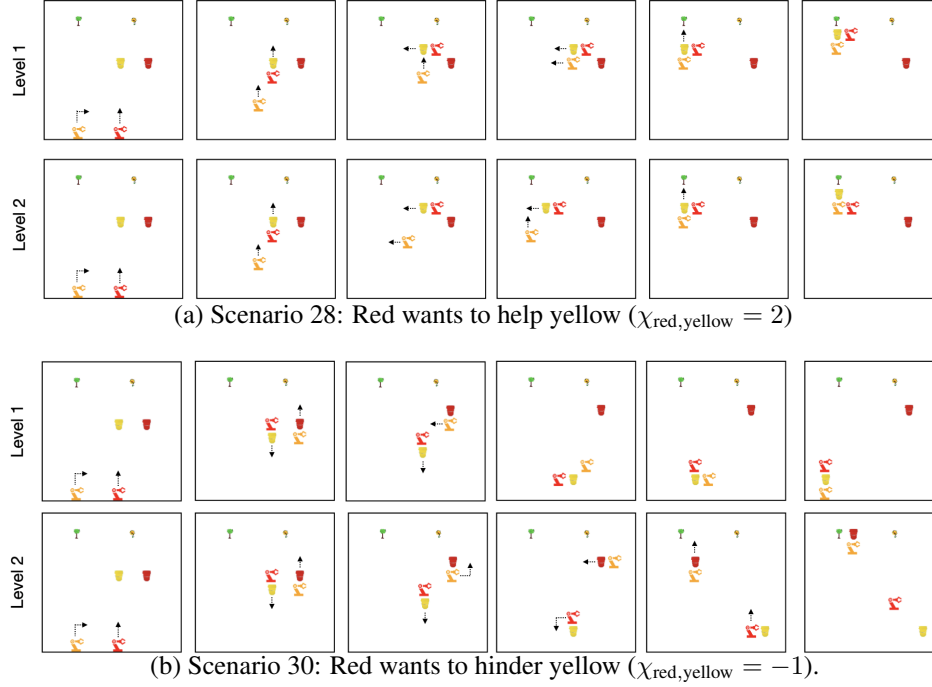 Level 1
Level 2
(a) Scenario 28: Red wants to help yellow (χred,yellow = 2)
Level 1
Level 2
(b) Scenario 30: Red wants to hinder yellow (χred,yellow = −1).